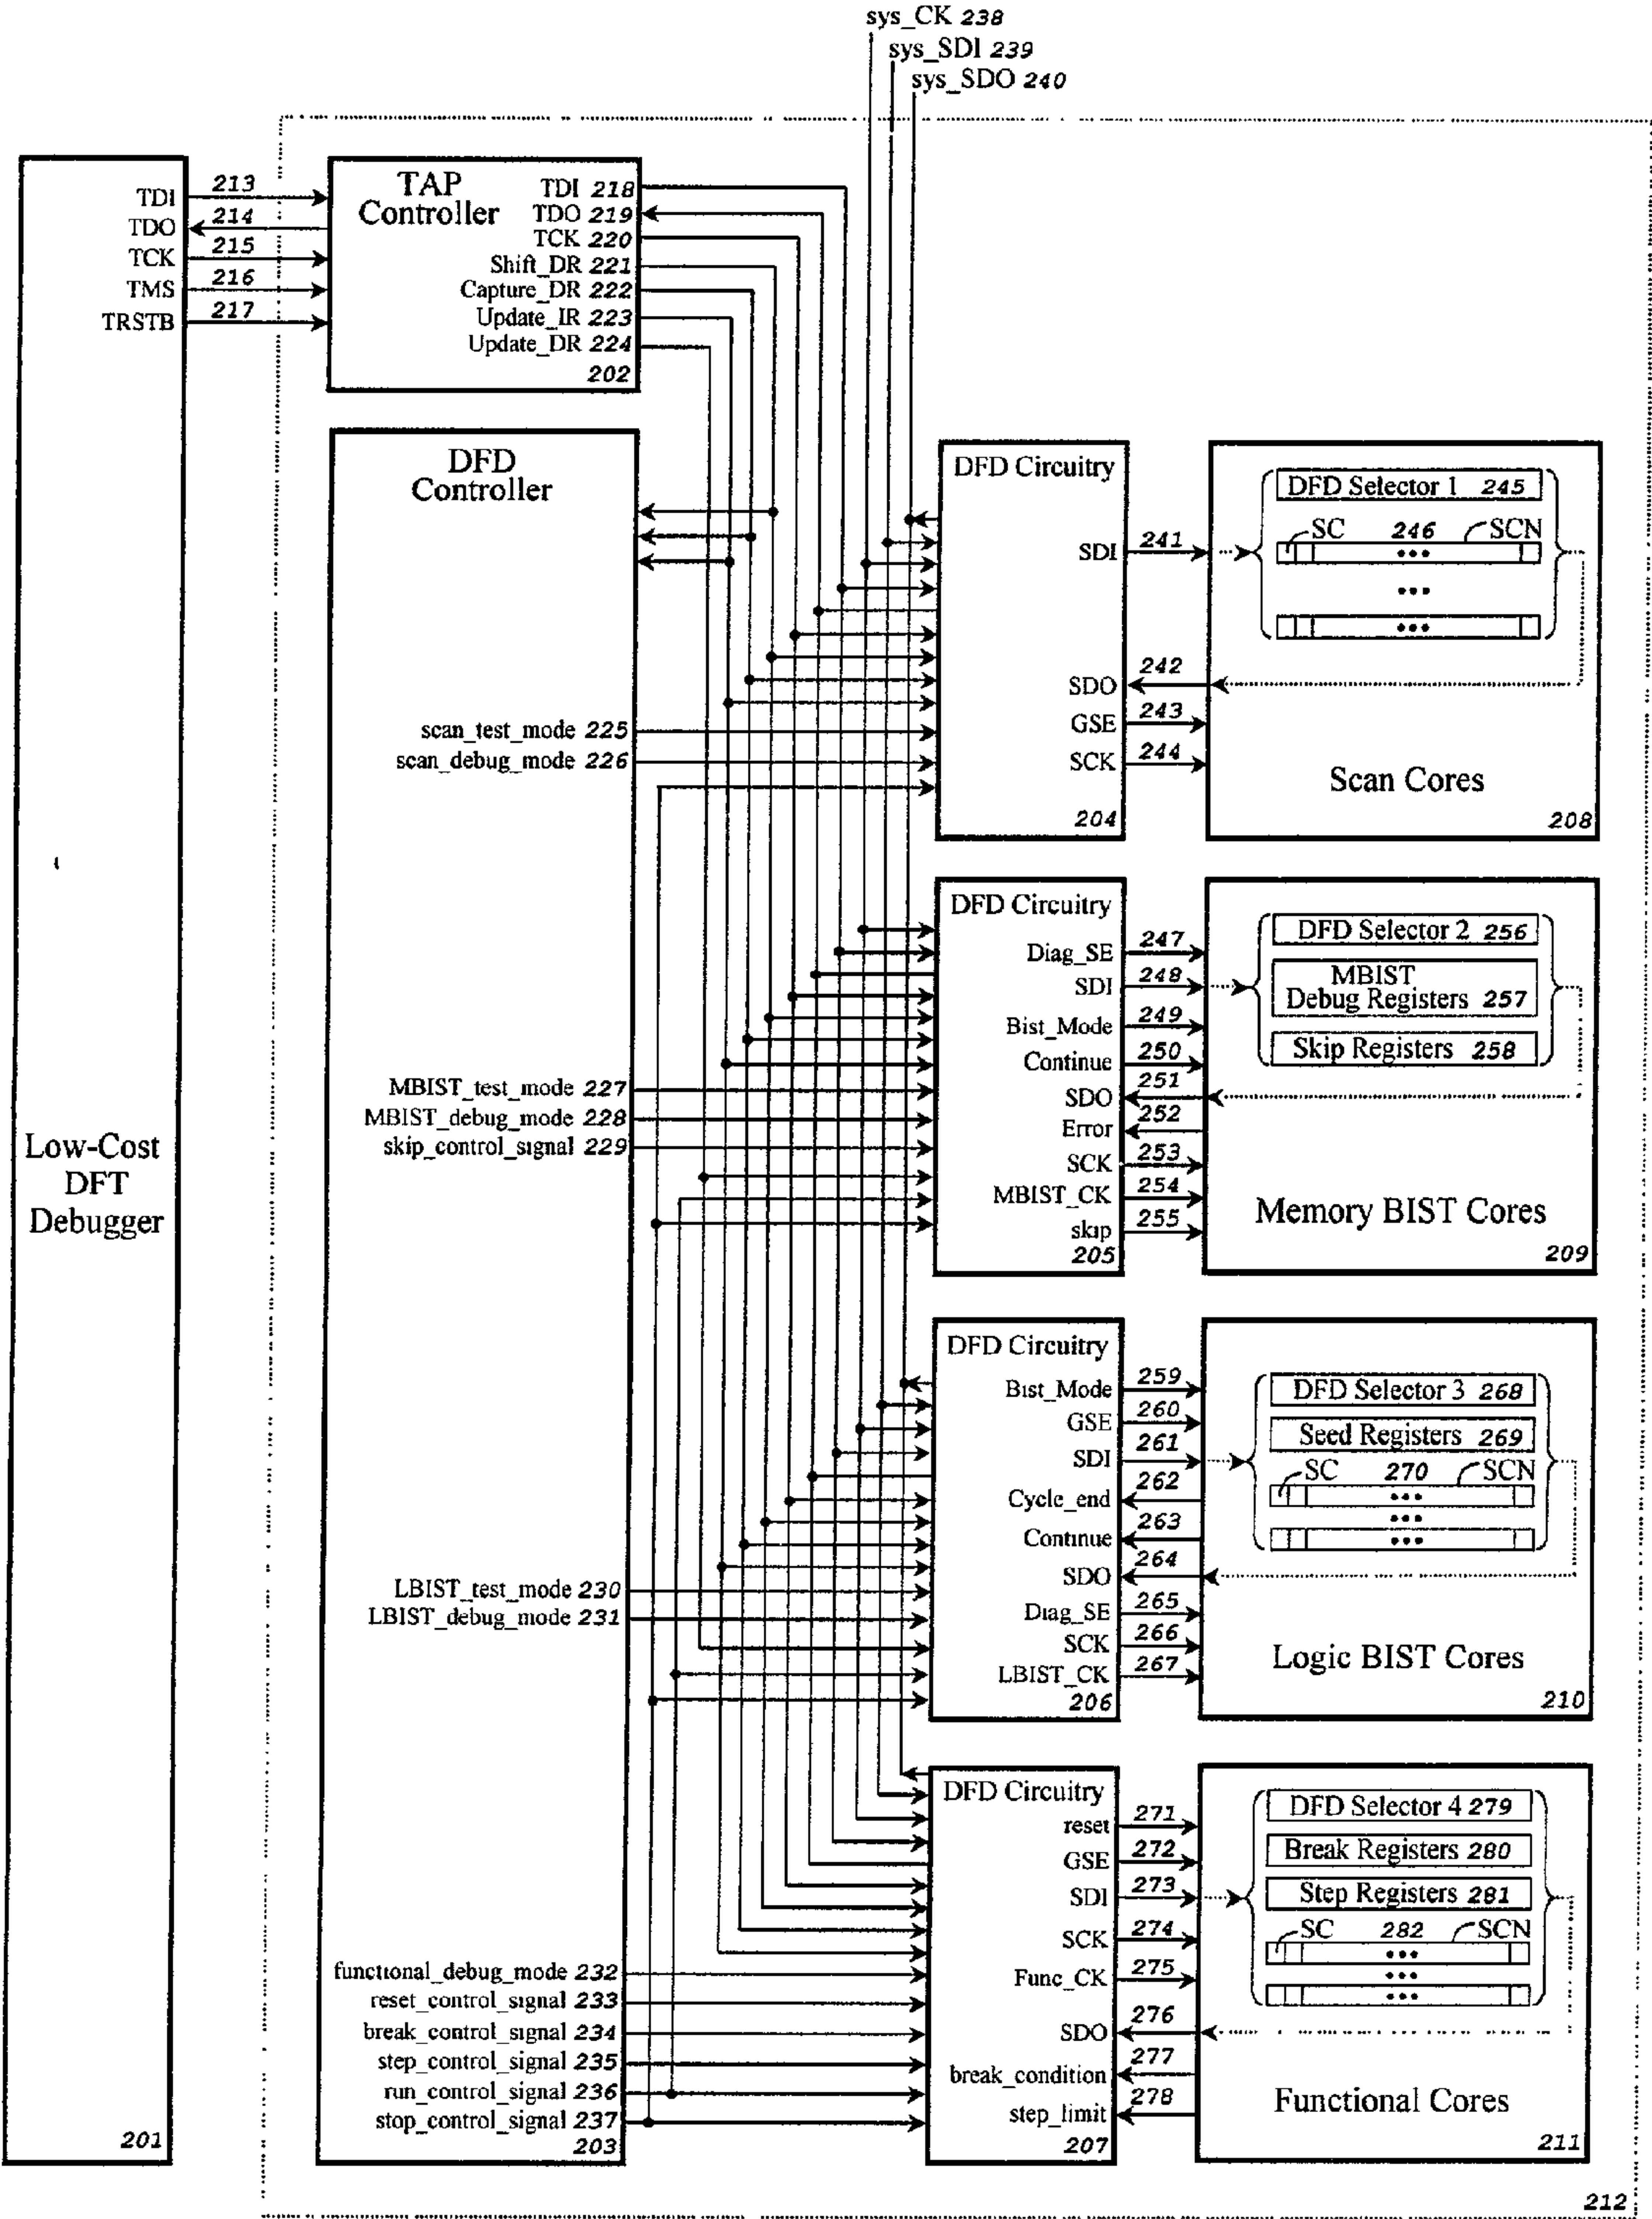 sys_CK 238
sys_SDI 239
sys_SDO 240
TDI 213
TDO 214
TCK 215
TMS 216
TRSTB 217
Low-Cost
DFT
Debugger
201
TAP
Controller
TDI 218
TDO 219
TCK 220
Shift_DR 221
Capture_DR 222
Update_IR 223
Update_DR 224
202
DFD
Controller
scan_test_mode 225
scan_debug_mode 226
MBIST_test_mode 227
MBIST_debug_mode 228
skip_control_signal 229
LBIST_test_mode 230
LBIST_debug_mode 231
functional_debug_mode 232
reset_control_signal 233
break_control_signal 234
step_control_signal 235
run_control_signal 236
stop_control_signal 237
203
DFD Circuitry
SDI 241
SDO 242
GSE 243
SCK 244
204
DFD Selector 1 245
SC 246 SCN
Scan Cores
208
DFD Circuitry
Diag_SE 247
SDI 248
Bist_Mode 249
Continue 250
SDO 251
Error 252
SCK 253
MBIST_CK 254
skip 255
205
DFD Selector 2 256
MBIST
Debug Registers 257
Skip Registers 258
Memory BIST Cores
209
DFD Circuitry
Bist_Mode 259
GSE 260
SDI 261
Cycle_end 262
Continue 263
SDO 264
Diag_SE 265
SCK 266
LBIST_CK 267
206
DFD Selector 3 268
Seed Registers 269
SC 270 SCN
Logic BIST Cores
210
DFD Circuitry
reset 271
GSE 272
SDI 273
SCK 274
Func_CK 275
SDO 276
break_condition 277
step_limit 278
207
DFD Selector 4 279
Break Registers 280
Step Registers 281
SC 282 SCN
Functional Cores
211
212